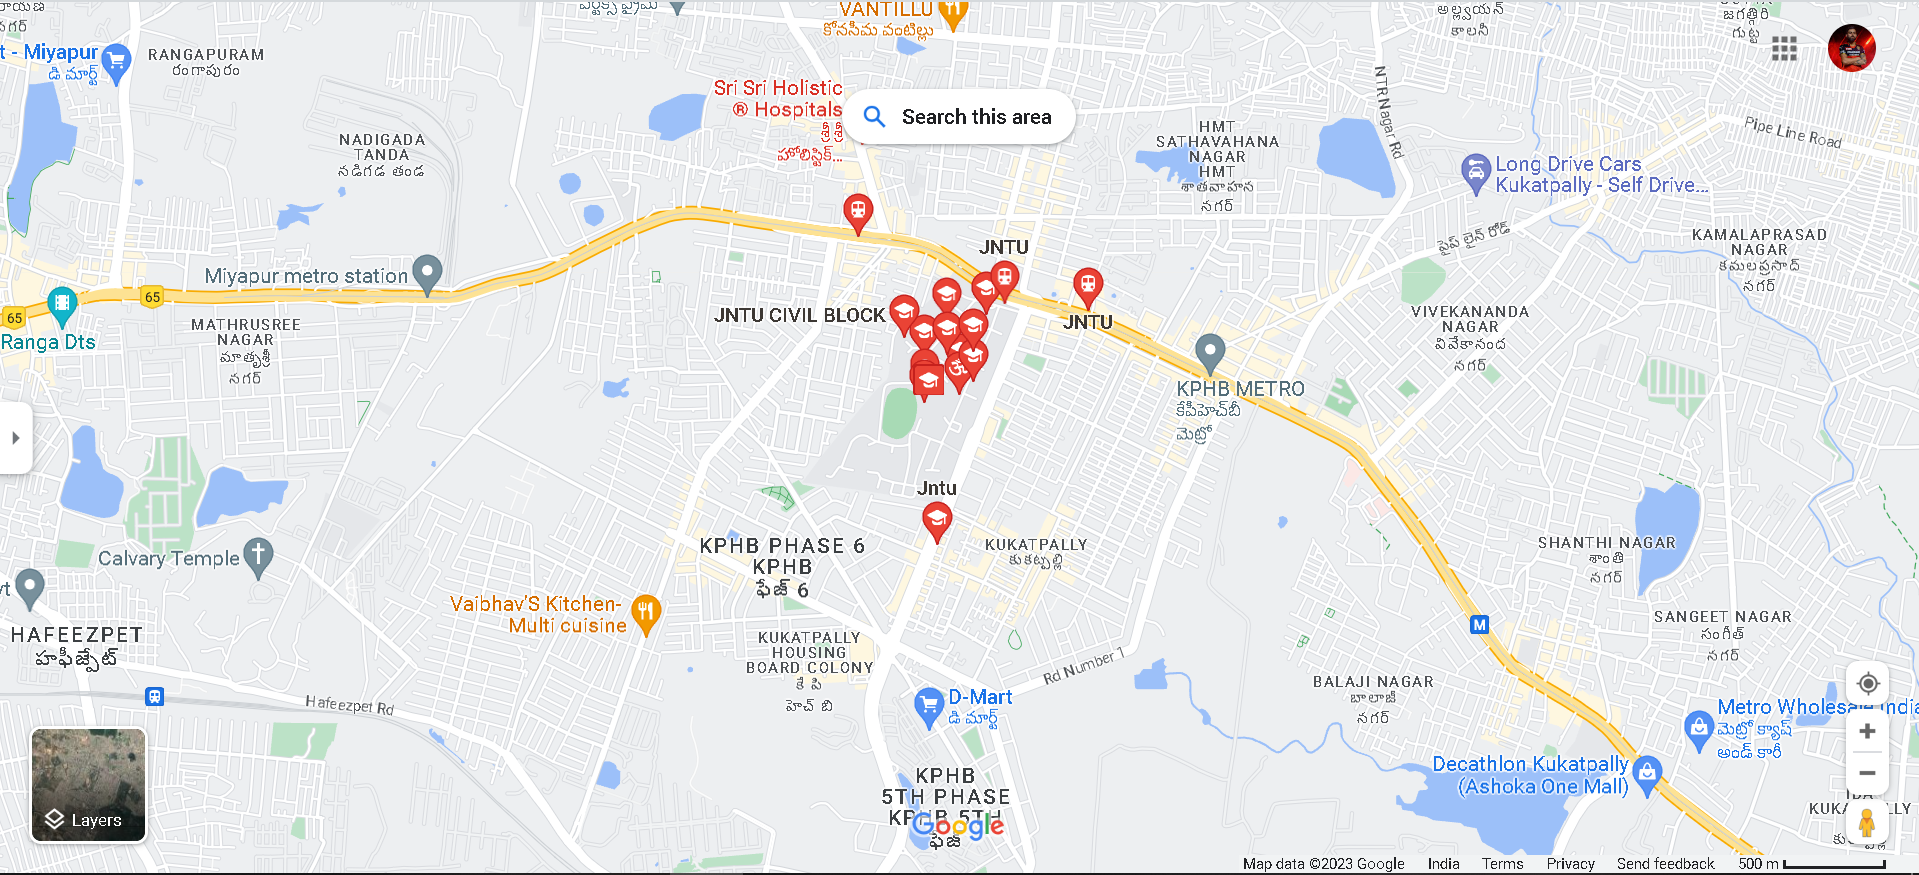 VANTILLU
కోనసీమ వంటిల్లు
అల్వాయన్
కాలనీ
జగత్గిరి
గుట్ట
t - Miyapur
డి మార్ట్
RANGAPURAM
రంగాపురం
Sri Sri Holistic
® Hospitals
శ్రీ శ్రీ
హోలిస్టిక్...
Search this area
NADIGADA
TANDA
నడిగడ తండ
HMT
SATHAVAHANA
NAGAR
HMT
శాతవాహన
నగర్
NTR Nagar Rd
Pipe Line Road
Long Drive Cars
Kukatpally - Self Drive...
పైప్ లైన్ రోడ్
KAMALAPRASAD
NAGAR
కమలప్రసాద్
నగర్
JNTU
Miyapur metro station
65
65
JNTU CIVIL BLOCK
JNTU
MATHRUSREE
NAGAR
మాతృశ్రీ
నగర్
Ranga Dts
VIVEKANANDA
NAGAR
వివేకానంద
నగర్
KPHB METRO
కేపీహెచ్‌బీ
మెట్రో
Jntu
KPHB PHASE 6
KPHB
ఫేజ్ 6
KUKATPALLY
కుకట్పల్లి
SHANTHI NAGAR
శాంతి
నగర్
Calvary Temple
Vaibhav'S Kitchen-
Multi cuisine
HAFEEZPET
హఫీజ్పేట్
SANGEET NAGAR
సంగీత్
నగర్
M
KUKATPALLY
HOUSING
BOARD COLONY
కే పి
హెచ్ బి
Rd Number 1
BALAJI NAGAR
బాలాజీ
నగర్
Hafeezpet Rd
D-Mart
డి మార్ట్
Metro Wholesale India
మెట్రో క్యాష్
అండ్ కారీ
Decathlon Kukatpally
(Ashoka One Mall)
KPHB
5TH PHASE
KPHB 5TH
ఫేజ్
Google
Layers
Map data ©2023 Google India Terms Privacy Send feedback 500 m